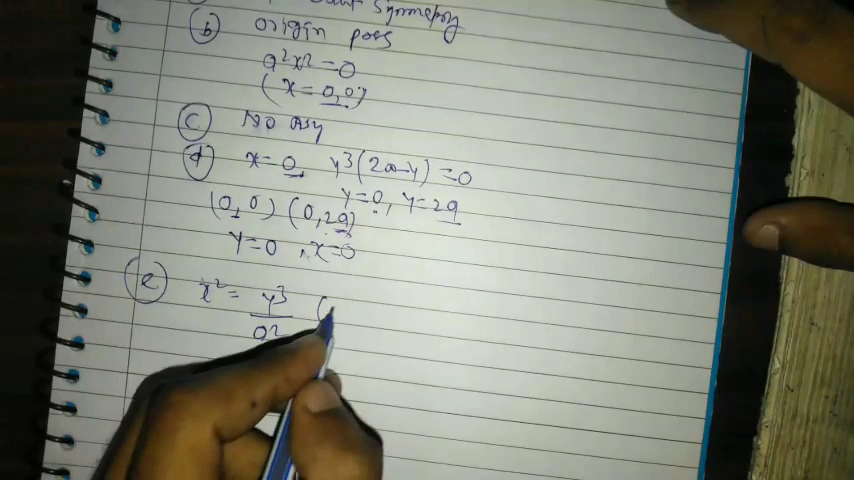 symmetry
(b) origin pass
a²x² = 0
(x = 0,0)
(c) No Asy
(d) x = 0 y³(2a-y) = 0
y = 0, y = 2a
(0,0) (0,2a)
y = 0, x = 0
(e) x² = y³/a² (